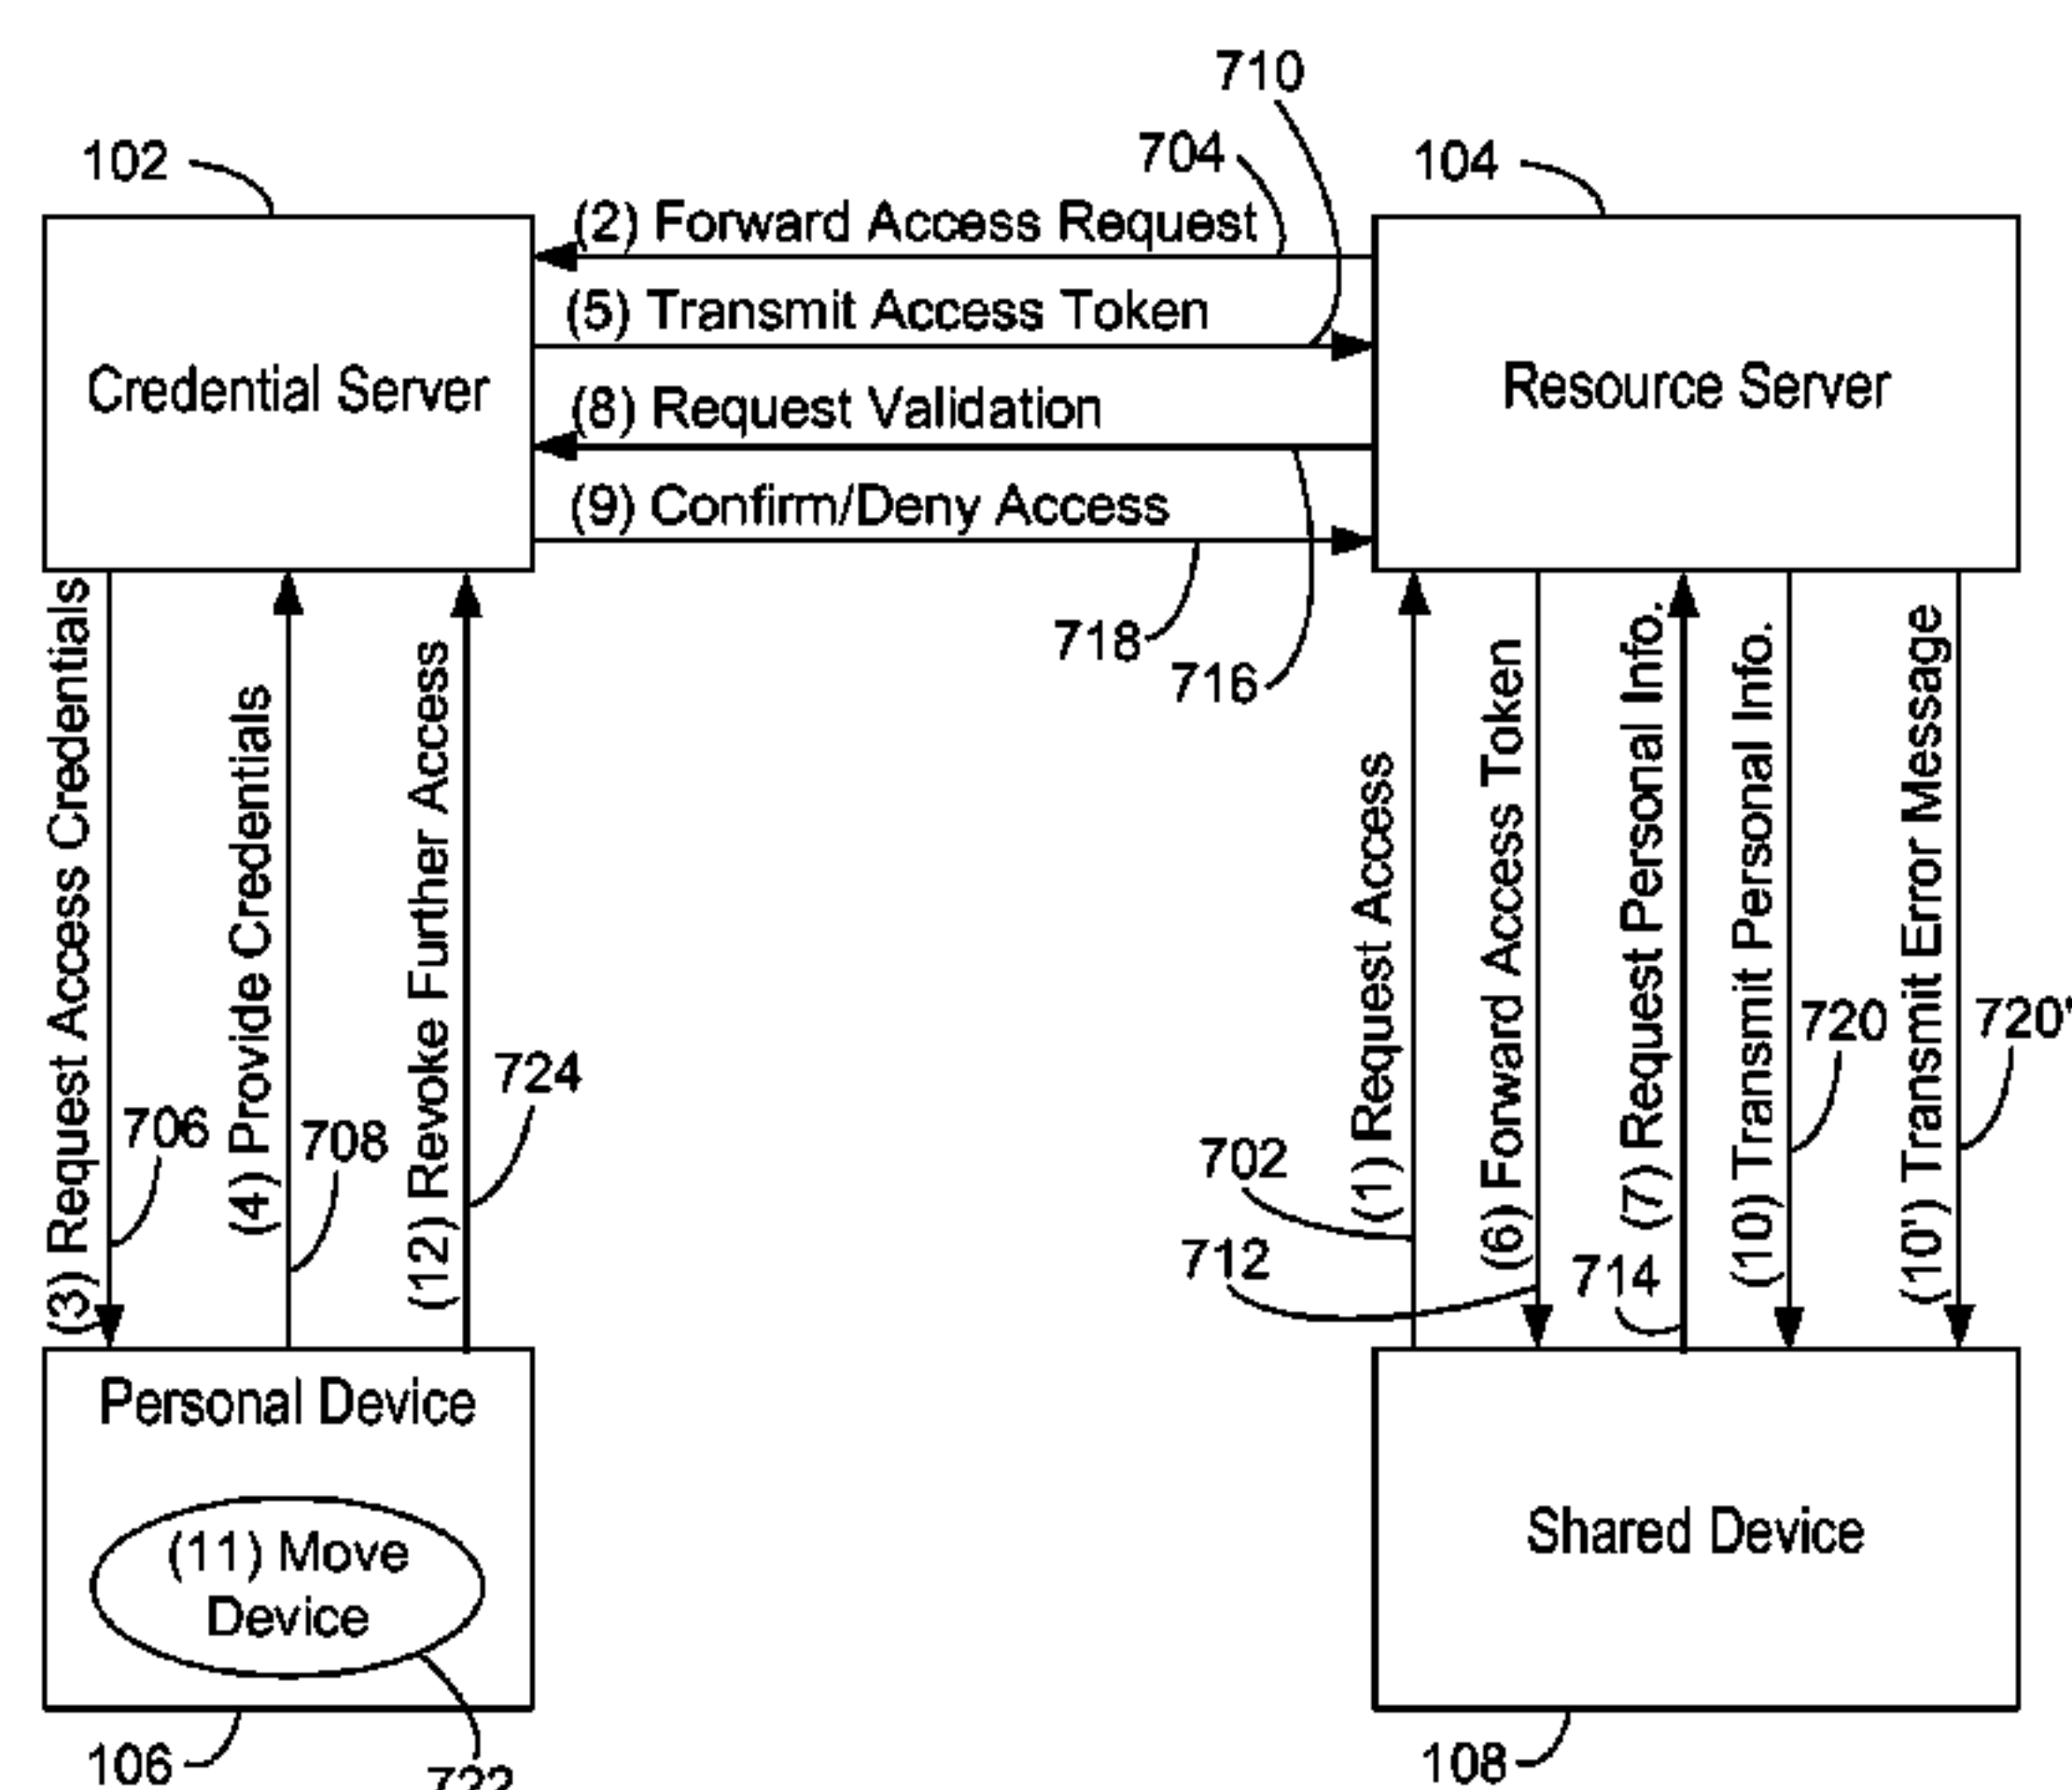 710
704
102
104
(2) Forward Access Request
(5) Transmit Access Token
Credential Server
Resource Server
(8) Request Validation
(9) Confirm/Deny Access
718
716
(3) Request Access Credentials
706
(4) Provide Credentials
708
(12) Revoke Further Access
724
(1) Request Access
702
712
(6) Forward Access Token
714
(7) Request Personal Info.
(10) Transmit Personal Info.
720
(10') Transmit Error Message
720'
Personal Device
(11) Move
Device
Shared Device
106
722
108